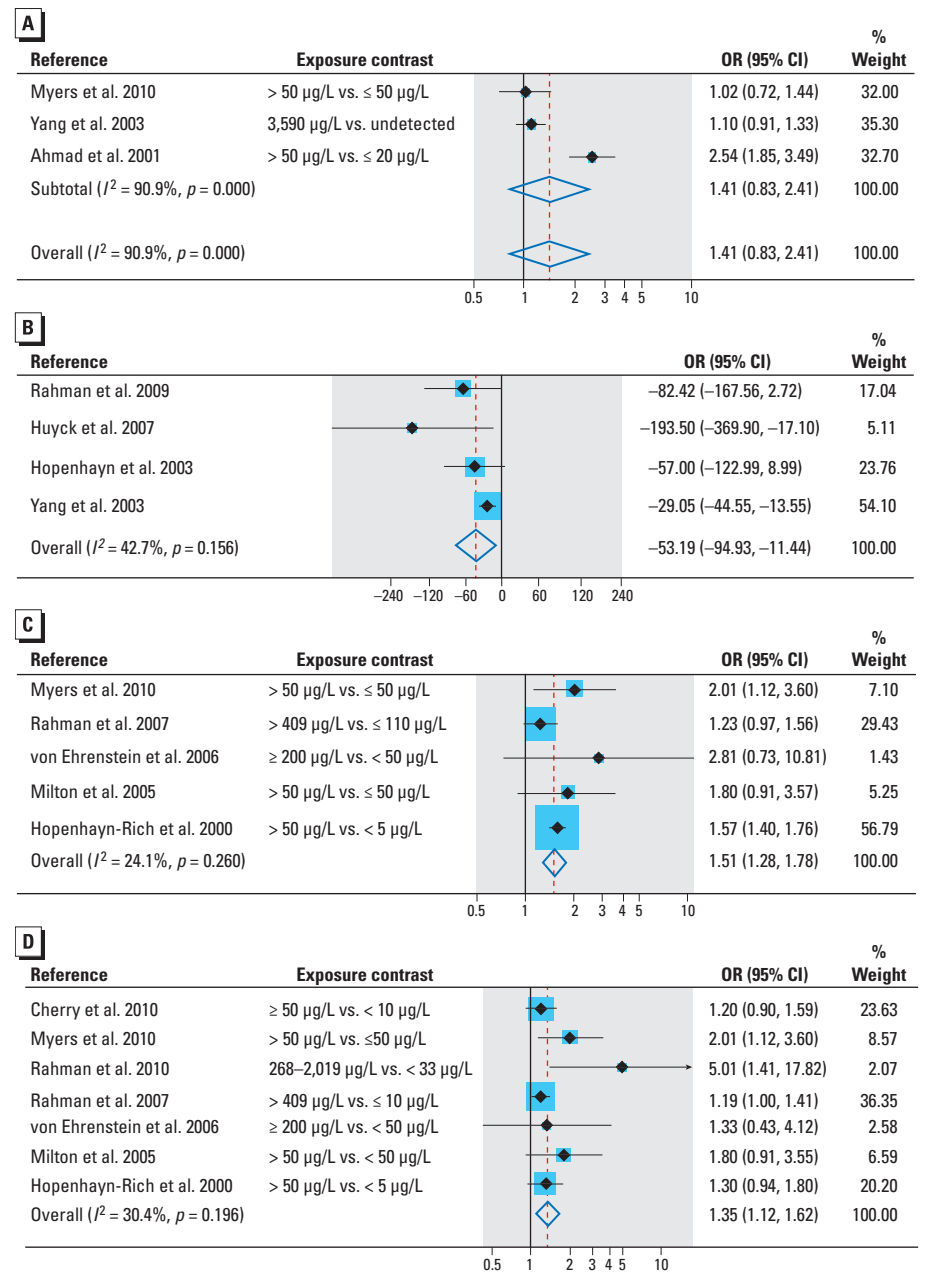 A
%
Reference Exposure contrast OR (95% CI) Weight
Myers et al. 2010 > 50 µg/L vs. ≤ 50 µg/L 1.02 (0.72, 1.44) 32.00
Yang et al. 2003 3,590 µg/L vs. undetected 1.10 (0.91, 1.33) 35.30
Ahmad et al. 2001 > 50 µg/L vs. ≤ 20 µg/L 2.54 (1.85, 3.49) 32.70
Subtotal (I² = 90.9%, p = 0.000) 1.41 (0.83, 2.41) 100.00
Overall (I² = 90.9%, p = 0.000) 1.41 (0.83, 2.41) 100.00
0.5 1 2 3 4 5 10
B
%
Reference OR (95% CI) Weight
Rahman et al. 2009 –82.42 (–167.56, 2.72) 17.04
Huyck et al. 2007 –193.50 (–369.90, –17.10) 5.11
Hopenhayn et al. 2003 –57.00 (–122.99, 8.99) 23.76
Yang et al. 2003 –29.05 (–44.55, –13.55) 54.10
Overall (I² = 42.7%, p = 0.156) –53.19 (–94.93, –11.44) 100.00
–240 –120 –60 0 60 120 240
C
%
Reference Exposure contrast OR (95% CI) Weight
Myers et al. 2010 > 50 µg/L vs. ≤ 50 µg/L 2.01 (1.12, 3.60) 7.10
Rahman et al. 2007 > 409 µg/L vs. ≤ 110 µg/L 1.23 (0.97, 1.56) 29.43
von Ehrenstein et al. 2006 ≥ 200 µg/L vs. < 50 µg/L 2.81 (0.73, 10.81) 1.43
Milton et al. 2005 > 50 µg/L vs. ≤ 50 µg/L 1.80 (0.91, 3.57) 5.25
Hopenhayn-Rich et al. 2000 > 50 µg/L vs. < 5 µg/L 1.57 (1.40, 1.76) 56.79
Overall (I² = 24.1%, p = 0.260) 1.51 (1.28, 1.78) 100.00
0.5 1 2 3 4 5 10
D
%
Reference Exposure contrast OR (95% CI) Weight
Cherry et al. 2010 ≥ 50 µg/L vs. < 10 µg/L 1.20 (0.90, 1.59) 23.63
Myers et al. 2010 > 50 µg/L vs. ≤50 µg/L 2.01 (1.12, 3.60) 8.57
Rahman et al. 2010 268–2,019 µg/L vs. < 33 µg/L 5.01 (1.41, 17.82) 2.07
Rahman et al. 2007 > 409 µg/L vs. ≤ 10 µg/L 1.19 (1.00, 1.41) 36.35
von Ehrenstein et al. 2006 ≥ 200 µg/L vs. < 50 µg/L 1.33 (0.43, 4.12) 2.58
Milton et al. 2005 > 50 µg/L vs. < 50 µg/L 1.80 (0.91, 3.55) 6.59
Hopenhayn-Rich et al. 2000 > 50 µg/L vs. < 5 µg/L 1.30 (0.94, 1.80) 20.20
Overall (I² = 30.4%, p = 0.196) 1.35 (1.12, 1.62) 100.00
0.5 1 2 3 4 5 10